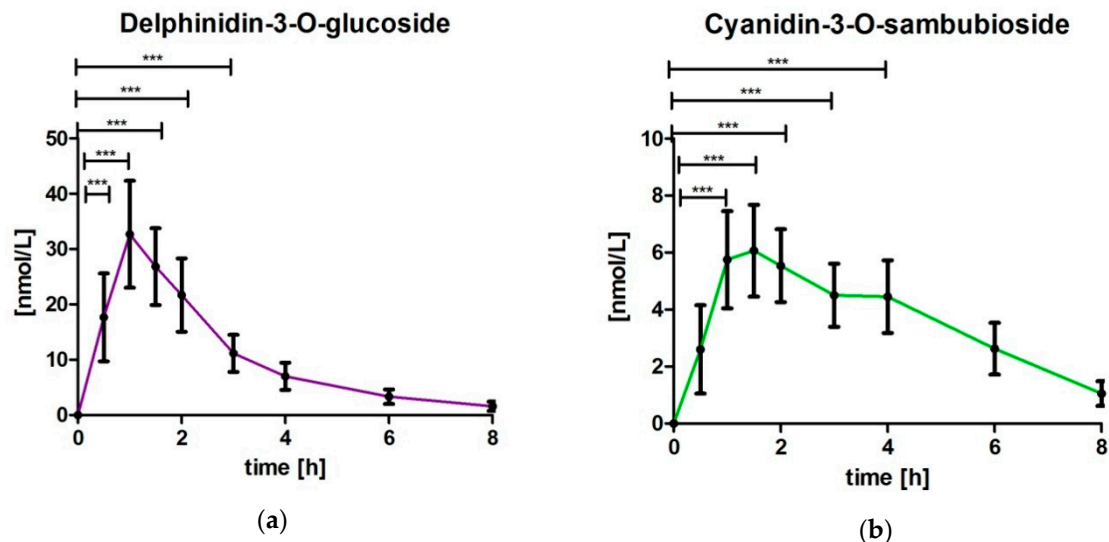 Delphinidin-3-O-glucoside
***
***
***
***
***
[nmol/L]
50
40
30
20
10
0
0 2 4 6 8
time [h]
(a)
Cyanidin-3-O-sambubioside
***
***
***
***
***
[nmol/L]
10
8
6
4
2
0
0 2 4 6 8
time [h]
(b)